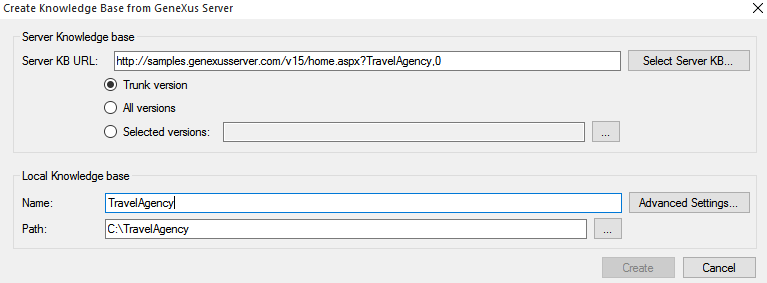 Create Knowledge Base from GeneXus Server
Server Knowledge base
Server KB URL: http://samples.genexusserver.com/v15/home.aspx?TravelAgency,0 Select Server KB...
Trunk version
All versions
Selected versions: ...
Local Knowledge base
Name: TravelAgency Advanced Settings...
Path: C:\TravelAgency ...
Create Cancel